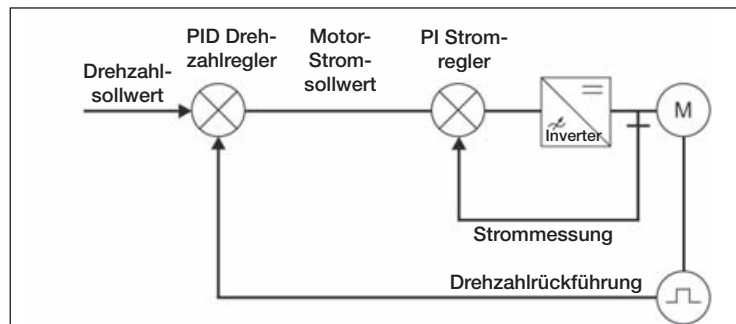 PID Dreh-
zahlregler
Motor-
Strom-
sollwert
PI Strom-
regler
Drehzahl-
sollwert
Inverter
M
Strommessung
Drehzahlrückführung